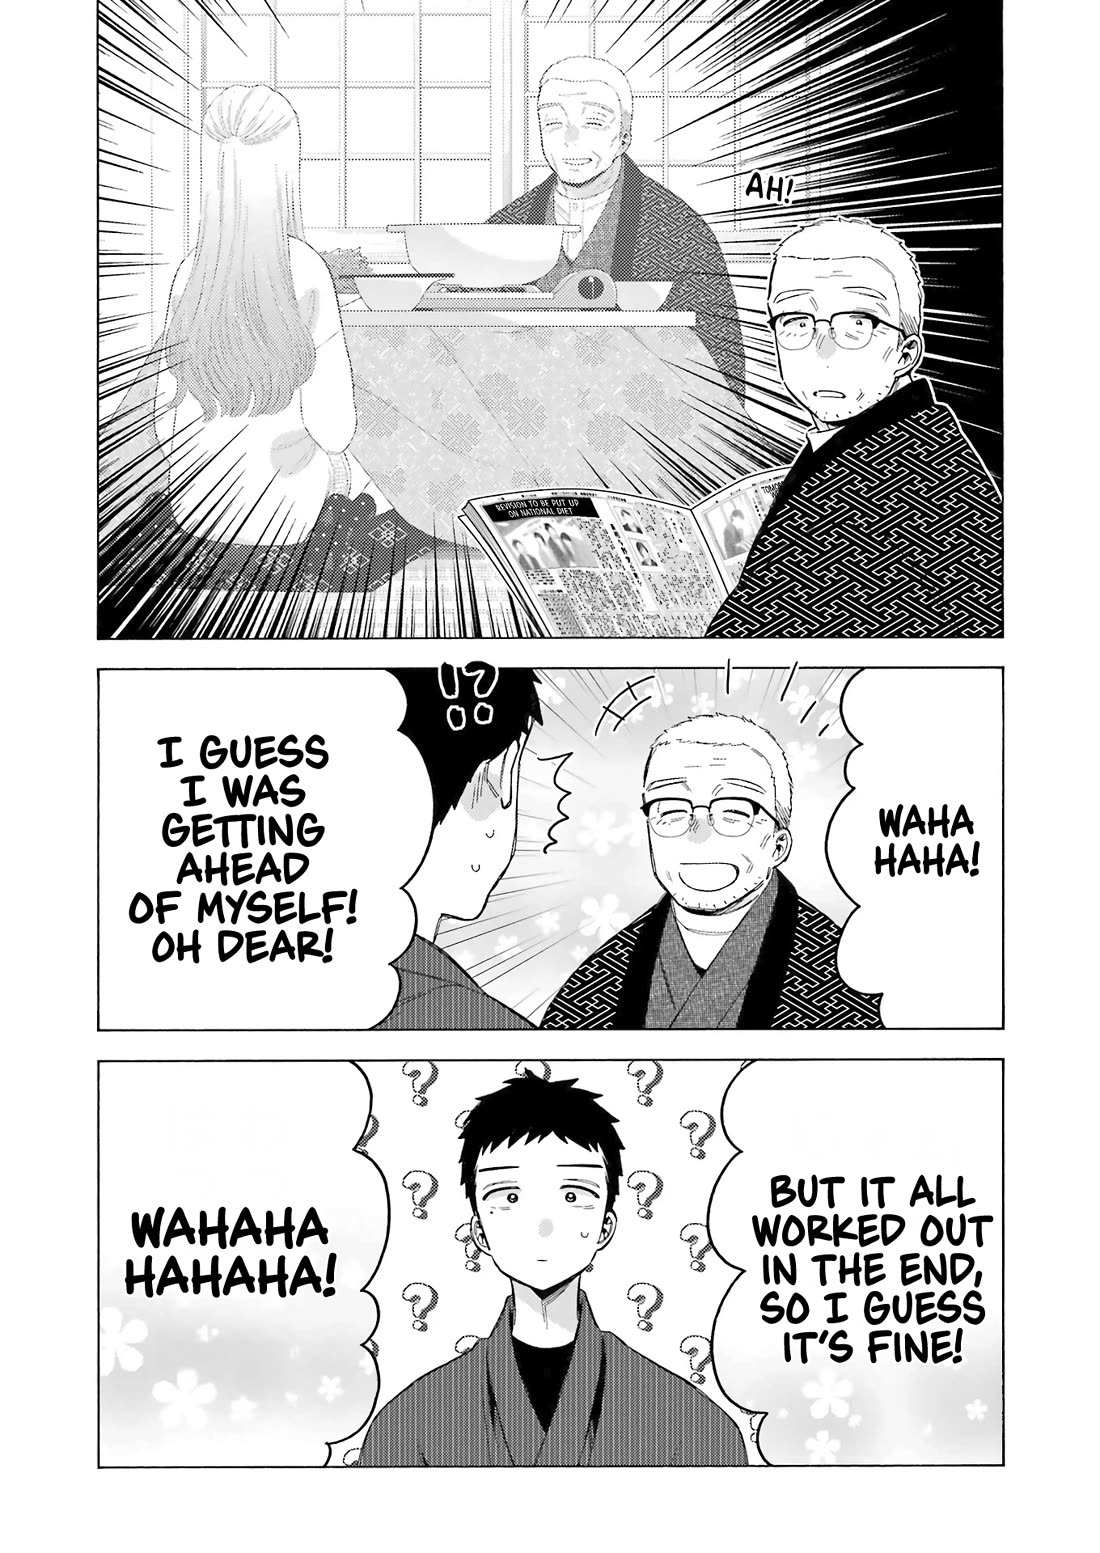 AH!
REVISION TO BE PUT UP
ON NATIONAL DIET
!?
WAHA
HAHA!
I GUESS
I WAS
GETTING
AHEAD
OF MYSELF!
OH DEAR!
BUT IT ALL
WORKED OUT
IN THE END,
SO I GUESS
IT'S FINE!
WAHAHA
HAHAHA!